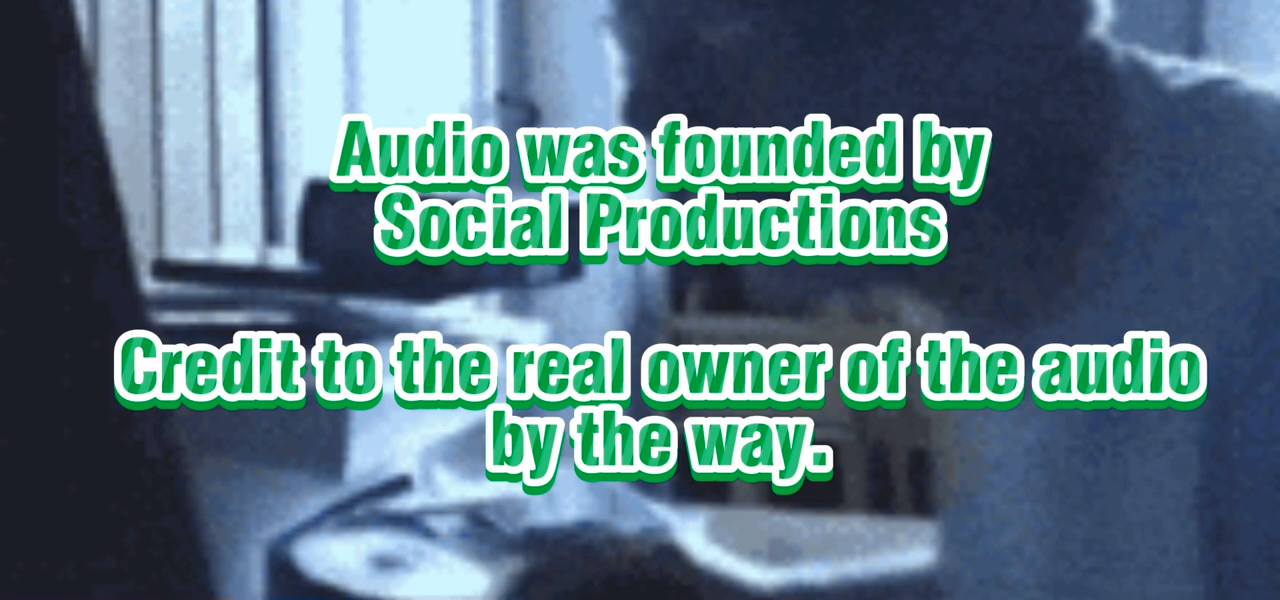 Audio was founded by
Social Productions
Credit to the real owner of the audio
by the way.